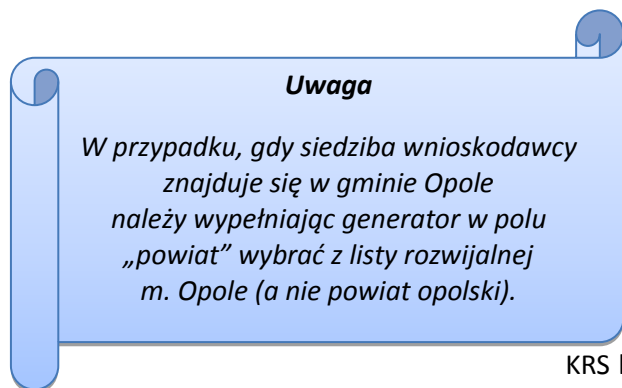 Uwaga
W przypadku, gdy siedziba wnioskodawcy
znajduje się w gminie Opole
należy wypełniając generator w polu
„powiat” wybrać z listy rozwijalnej
m. Opole (a nie powiat opolski).
KRS